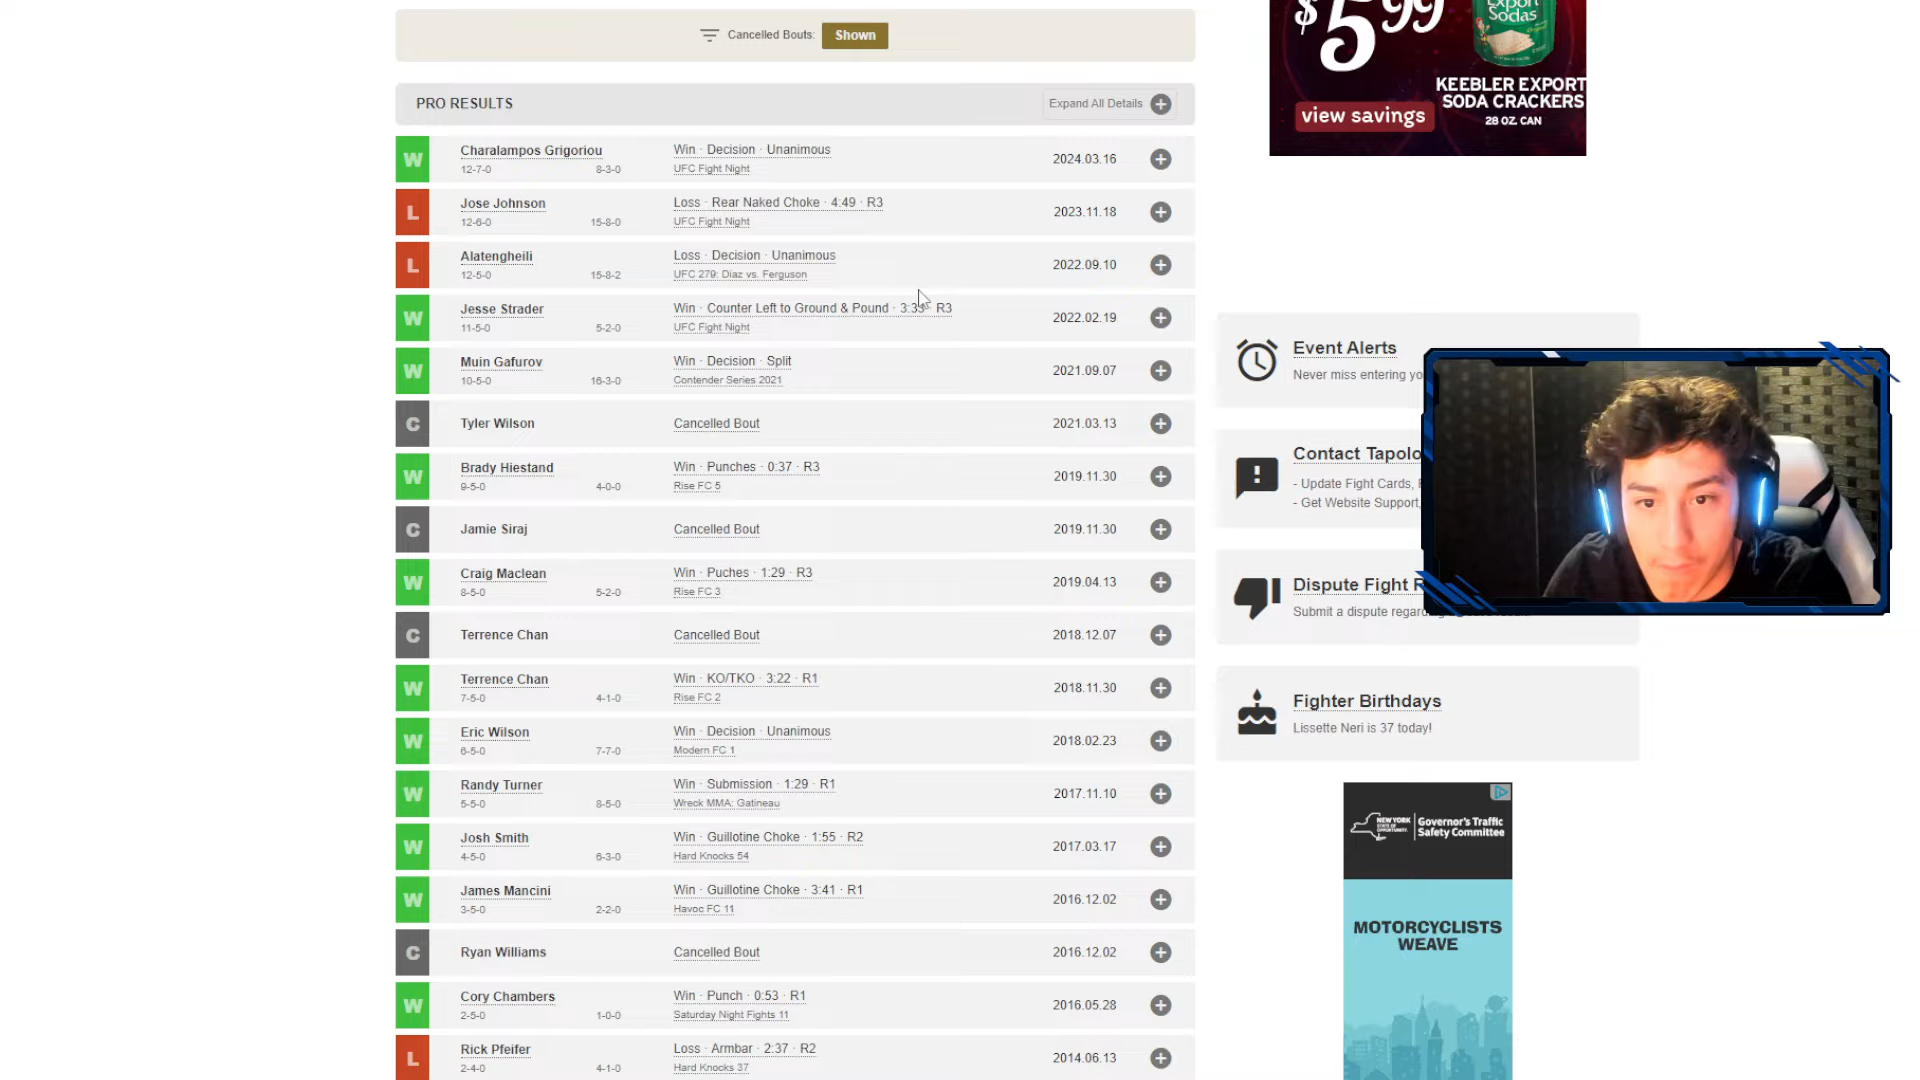 Cancelled Bouts: Shown
PRO RESULTS
Expand All Details
W Charalampos Grigoriou Win · Decision · Unanimous 2024.03.16
12-7-0 8-3-0 UFC Fight Night
L Jose Johnson Loss · Rear Naked Choke · 4:49 · R3 2023.11.18
12-6-0 15-8-0 UFC Fight Night
L Alatengheili Loss · Decision · Unanimous 2022.09.10
12-5-0 15-8-2 UFC 279: Diaz vs. Ferguson
W Jesse Strader Win · Counter Left to Ground & Pound · R3 2022.02.19
11-5-0 5-2-0 UFC Fight Night
W Muin Gafurov Win · Decision · Split 2021.09.07
10-5-0 16-3-0 Contender Series 2021
C Tyler Wilson Cancelled Bout 2021.03.13
W Brady Hiestand Win · Punches · 0:37 · R3 2019.11.30
9-5-0 4-0-0 Rise FC 5
C Jamie Siraj Cancelled Bout 2019.11.30
W Craig Maclean Win · Puches · 1:29 · R3 2019.04.13
8-5-0 5-2-0 Rise FC 3
C Terrence Chan Cancelled Bout 2018.12.07
W Terrence Chan Win · KO/TKO · 3:22 · R1 2018.11.30
7-5-0 4-1-0 Rise FC 2
W Eric Wilson Win · Decision · Unanimous 2018.02.23
6-5-0 7-7-0 Modern FC 1
W Randy Turner Win · Submission · 1:29 · R1 2017.11.10
5-5-0 8-5-0 Wreck MMA: Gatineau
W Josh Smith Win · Guillotine Choke · 1:55 · R2 2017.03.17
4-5-0 6-3-0 Hard Knocks 54
W James Mancini Win · Guillotine Choke · 3:41 · R1 2016.12.02
3-5-0 2-2-0 Havoc FC 11
C Ryan Williams Cancelled Bout 2016.12.02
W Cory Chambers Win · Punch · 0:53 · R1 2016.05.28
2-5-0 1-0-0 Saturday Night Fights 11
L Rick Pfeifer Loss · Armbar · 2:37 · R2 2014.06.13
2-4-0 4-1-0 Hard Knocks 37
$5.99
Export
Sodas
KEEBLER EXPORT
SODA CRACKERS
28 OZ. CAN
view savings
Event Alerts
Never miss entering yo
Contact Tapolo
- Update Fight Cards,
- Get Website Support,
Dispute Fight R
Submit a dispute regard
Fighter Birthdays
Lissette Neri is 37 today!
NEW YORK
STATE OF
OPPORTUNITY.
Governor's Traffic
Safety Committee
MOTORCYCLISTS
WEAVE